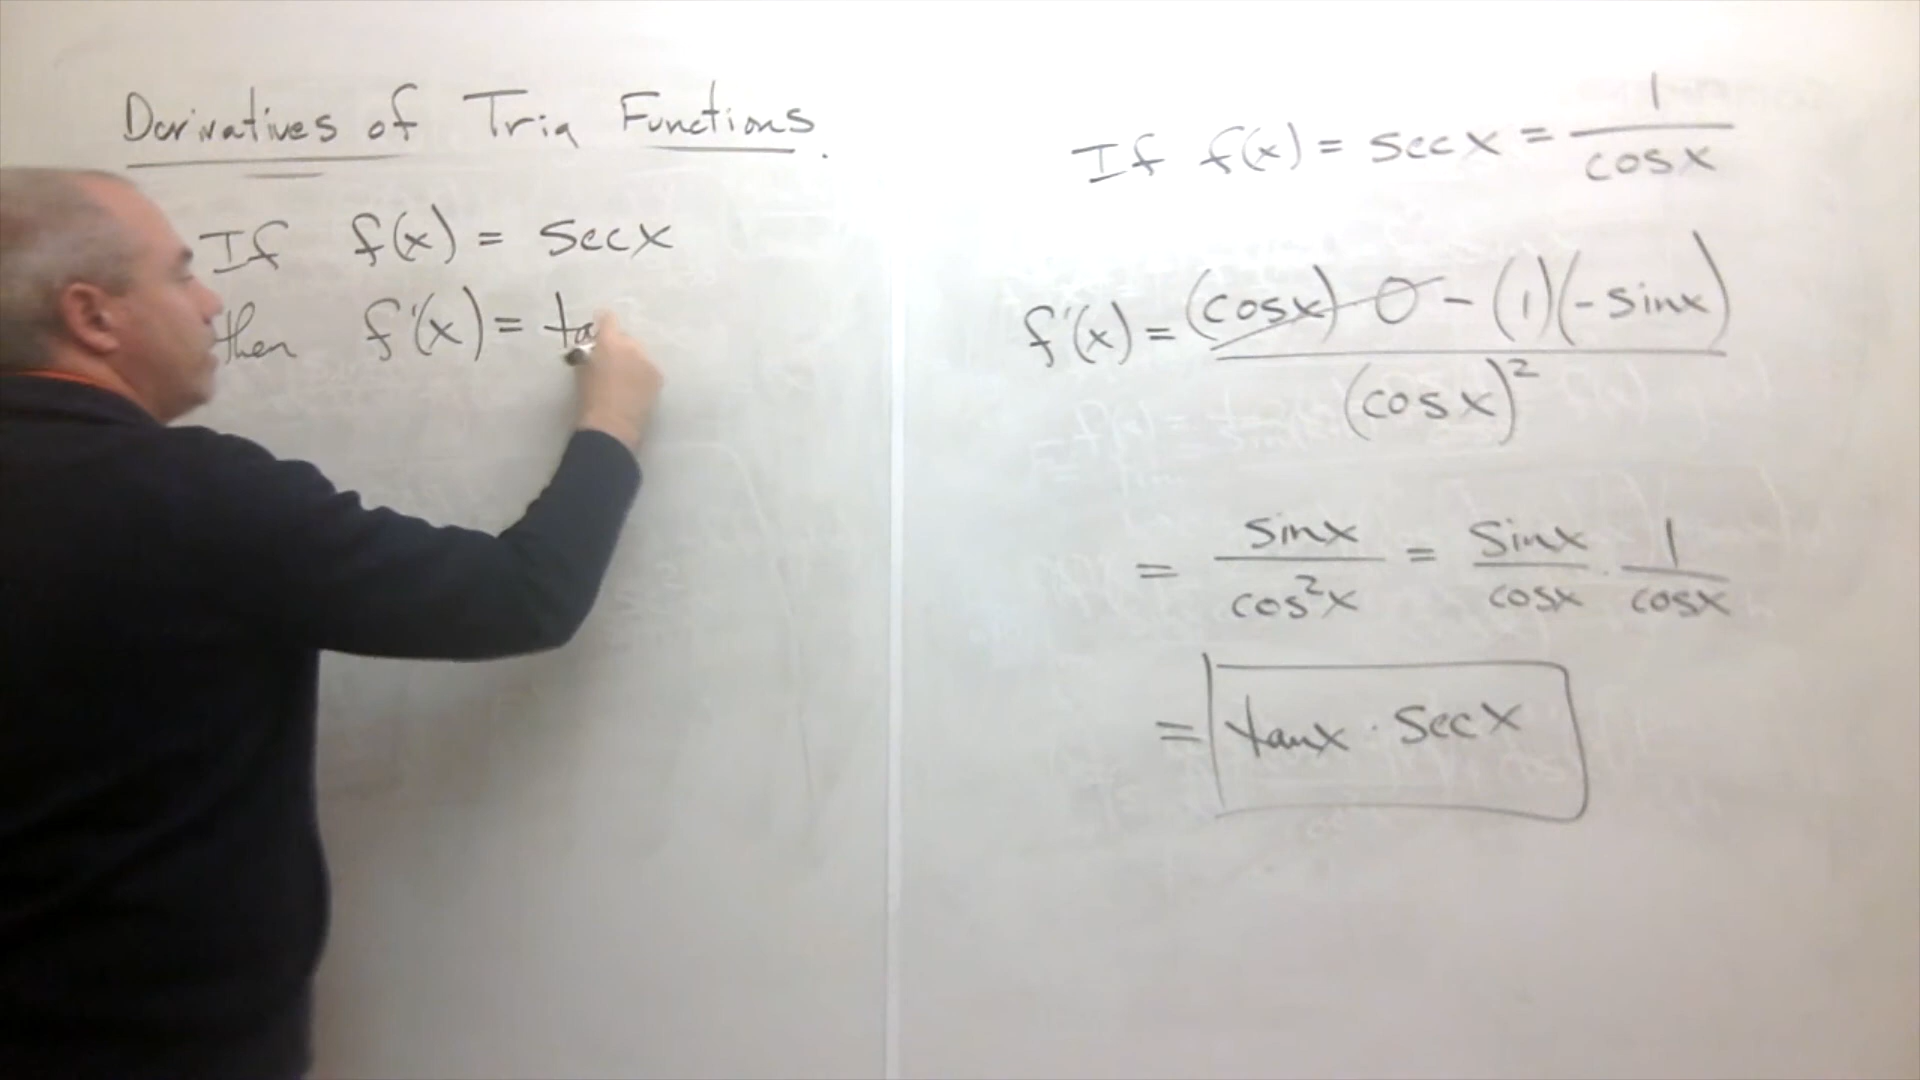 Derivatives of Trig Functions.
If f(x) = secx
then f'(x) = ta
If f(x) = secx = 1/cosx
f'(x) = ((cosx) 0 - (1)(-sinx))/(cosx)²
= sinx/cos²x = sinx/cosx · 1/cosx
= tanx · secx